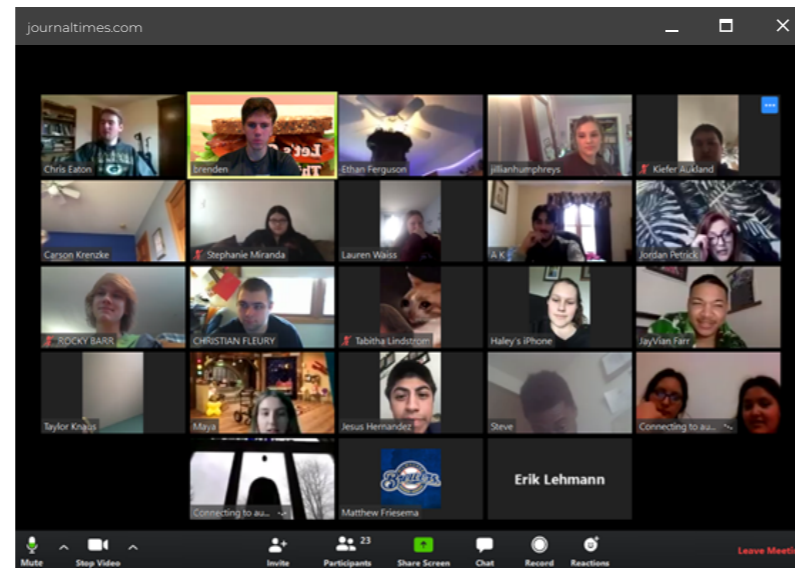 journaltimes.com
Chris Eaton
brenden
Let's
Th
Ethan Ferguson
jillianhumphreys
Kiefer Aukland
Carson Krenzke
Stephanie Miranda
Lauren Waiss
A K
Jordan Petrick
ROCKY BARR
CHRISTIAN FLEURY
Tabitha Lindstrom
Haley's iPhone
JayVian Farr
Taylor Knaus
Maya
Jesus Hernandez
Steve
Connecting to au...
Connecting to au...
Brewers
Matthew Friesema
Erik Lehmann
Mute
Stop Video
Invite
Participants 23
Share Screen
Chat
Record
Reactions
Leave Meeti